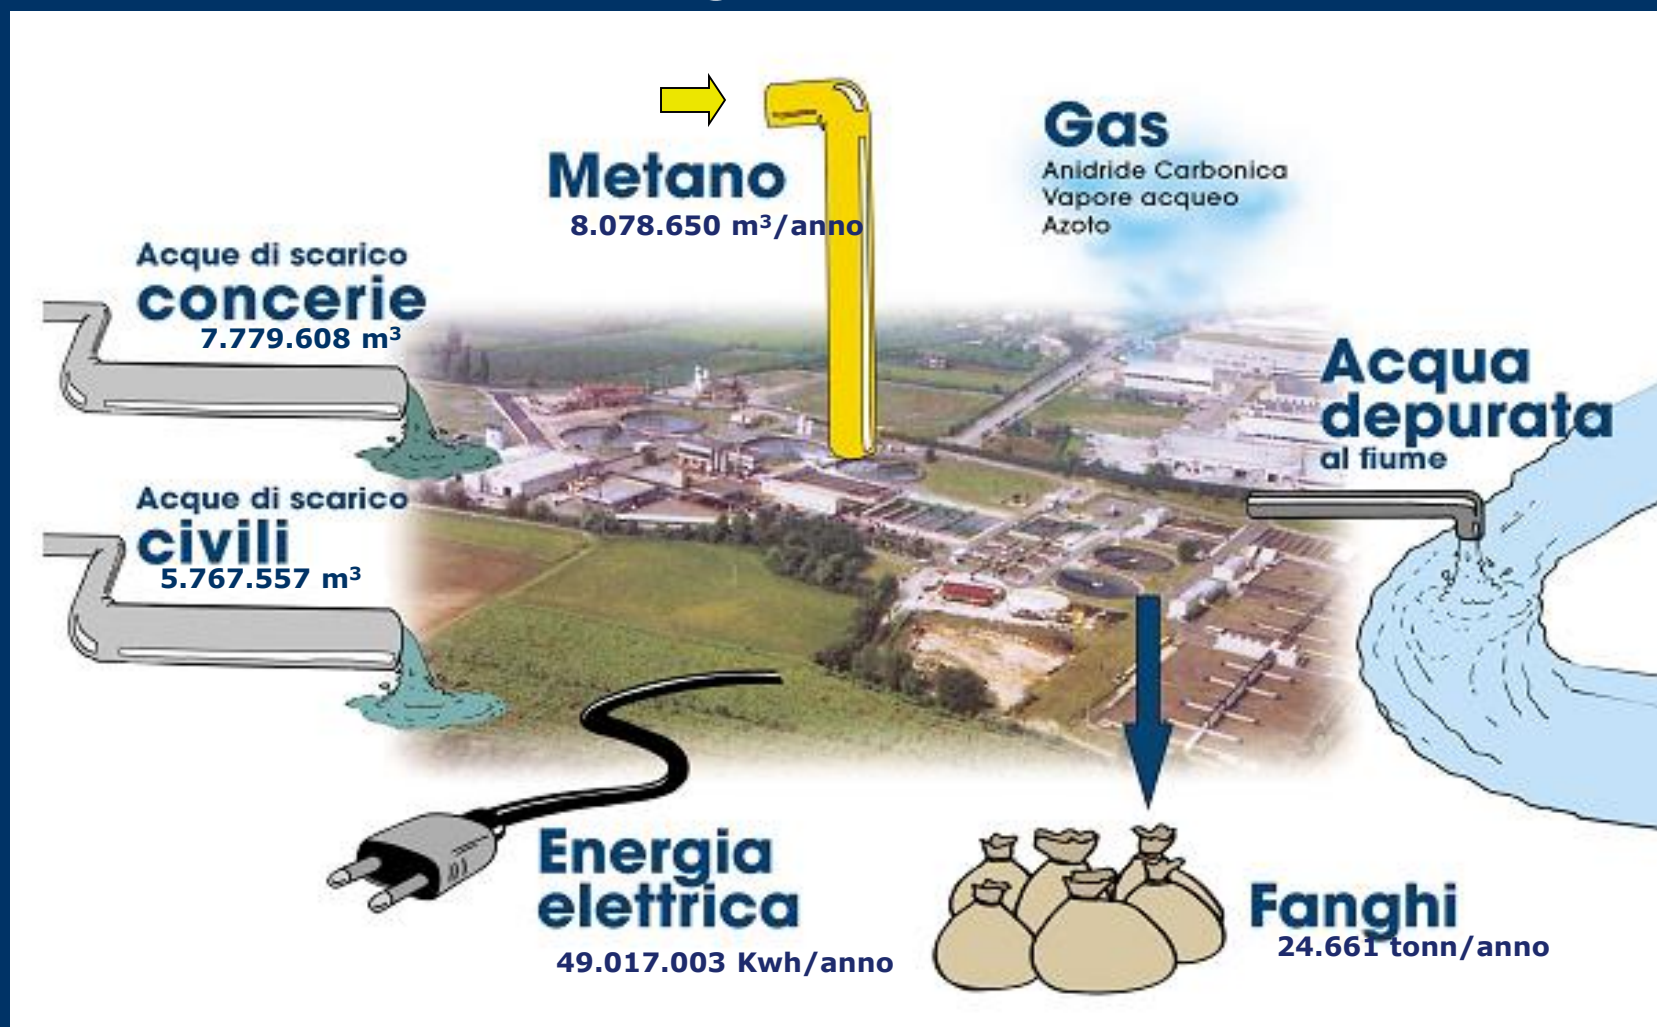 Metano
8.078.650 m³/anno
Gas
Anidride Carbonica
Vapore acqueo
Azoto
Acque di scarico
concerie
7.779.608 m³
Acqua
depurata
al fiume
Acque di scarico
civili
5.767.557 m³
Energia
elettrica
49.017.003 Kwh/anno
Fanghi
24.661 tonn/anno